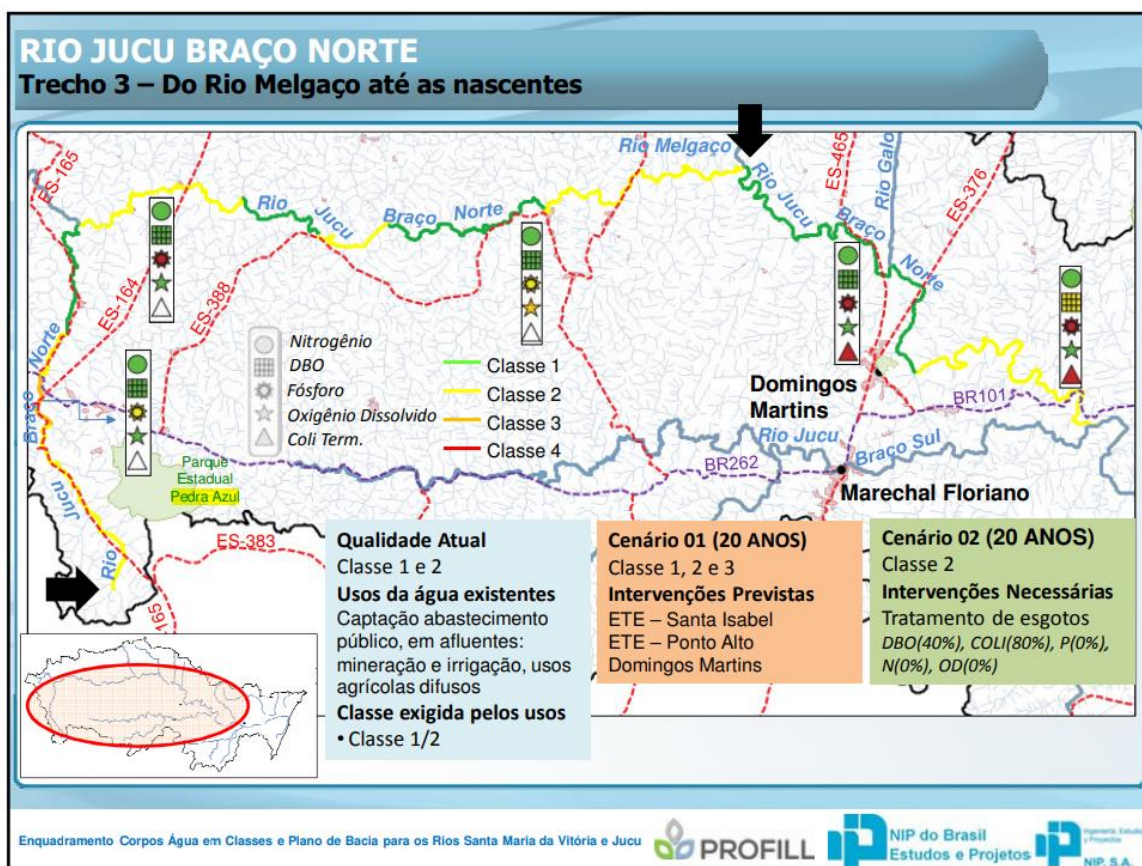 RIO JUCU BRAÇO NORTE
Trecho 3 – Do Rio Melgaço até as nascentes
ES-165
Rio Melgaço
ES-465
Rio Galo
ES-376
Rio Jucu
Braço
Norte
Rio
Jucu
Braço
Norte
ES-164
ES-388
Nitrogênio
DBO
Fósforo
Oxigênio Dissolvido
Coli Term.
Classe 1
Classe 2
Classe 3
Classe 4
Norte
Braço
Jucu
Rio
Domingos
Martins
BR101
Rio Jucu
Braço Sul
BR262
Marechal Floriano
Parque
Estadual
Pedra Azul
ES-383
165
Qualidade Atual
Classe 1 e 2
Usos da água existentes
Captação abastecimento
público, em afluentes:
mineração e irrigação, usos
agrícolas difusos
Classe exigida pelos usos
• Classe 1/2
Cenário 01 (20 ANOS)
Classe 1, 2 e 3
Intervenções Previstas
ETE – Santa Isabel
ETE – Ponto Alto
Domingos Martins
Cenário 02 (20 ANOS)
Classe 2
Intervenções Necessárias
Tratamento de esgotos
DBO(40%), COLI(80%), P(0%),
N(0%), OD(0%)
Enquadramento Corpos Água em Classes e Plano de Bacia para os Rios Santa Maria da Vitória e Jucu
PROFILL
NIP do Brasil
Estudos e Projetos
NIP, S.A.